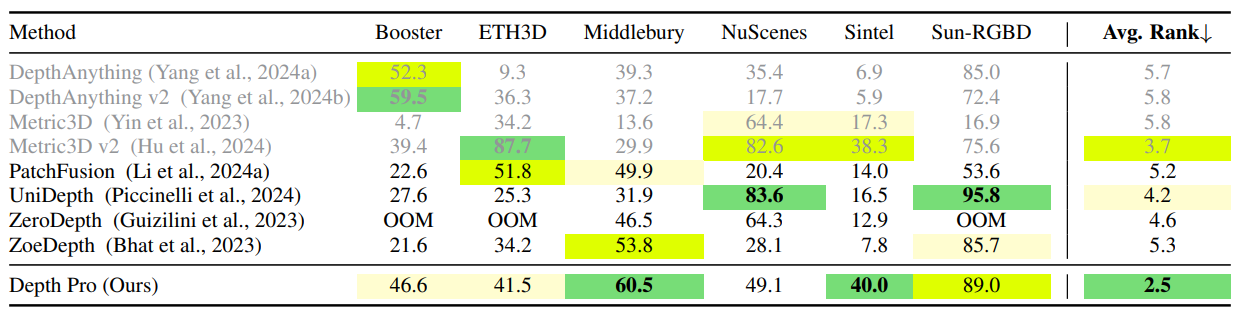 Method Booster ETH3D Middlebury NuScenes Sintel Sun-RGBD Avg. Rank↓
DepthAnything (Yang et al., 2024a) 52.3 9.3 39.3 35.4 6.9 85.0 5.7
DepthAnything v2 (Yang et al., 2024b) 59.5 36.3 37.2 17.7 5.9 72.4 5.8
Metric3D (Yin et al., 2023) 4.7 34.2 13.6 64.4 17.3 16.9 5.8
Metric3D v2 (Hu et al., 2024) 39.4 87.7 29.9 82.6 38.3 75.6 3.7
PatchFusion (Li et al., 2024a) 22.6 51.8 49.9 20.4 14.0 53.6 5.2
UniDepth (Piccinelli et al., 2024) 27.6 25.3 31.9 83.6 16.5 95.8 4.2
ZeroDepth (Guizilini et al., 2023) OOM OOM 46.5 64.3 12.9 OOM 4.6
ZoeDepth (Bhat et al., 2023) 21.6 34.2 53.8 28.1 7.8 85.7 5.3
Depth Pro (Ours) 46.6 41.5 60.5 49.1 40.0 89.0 2.5